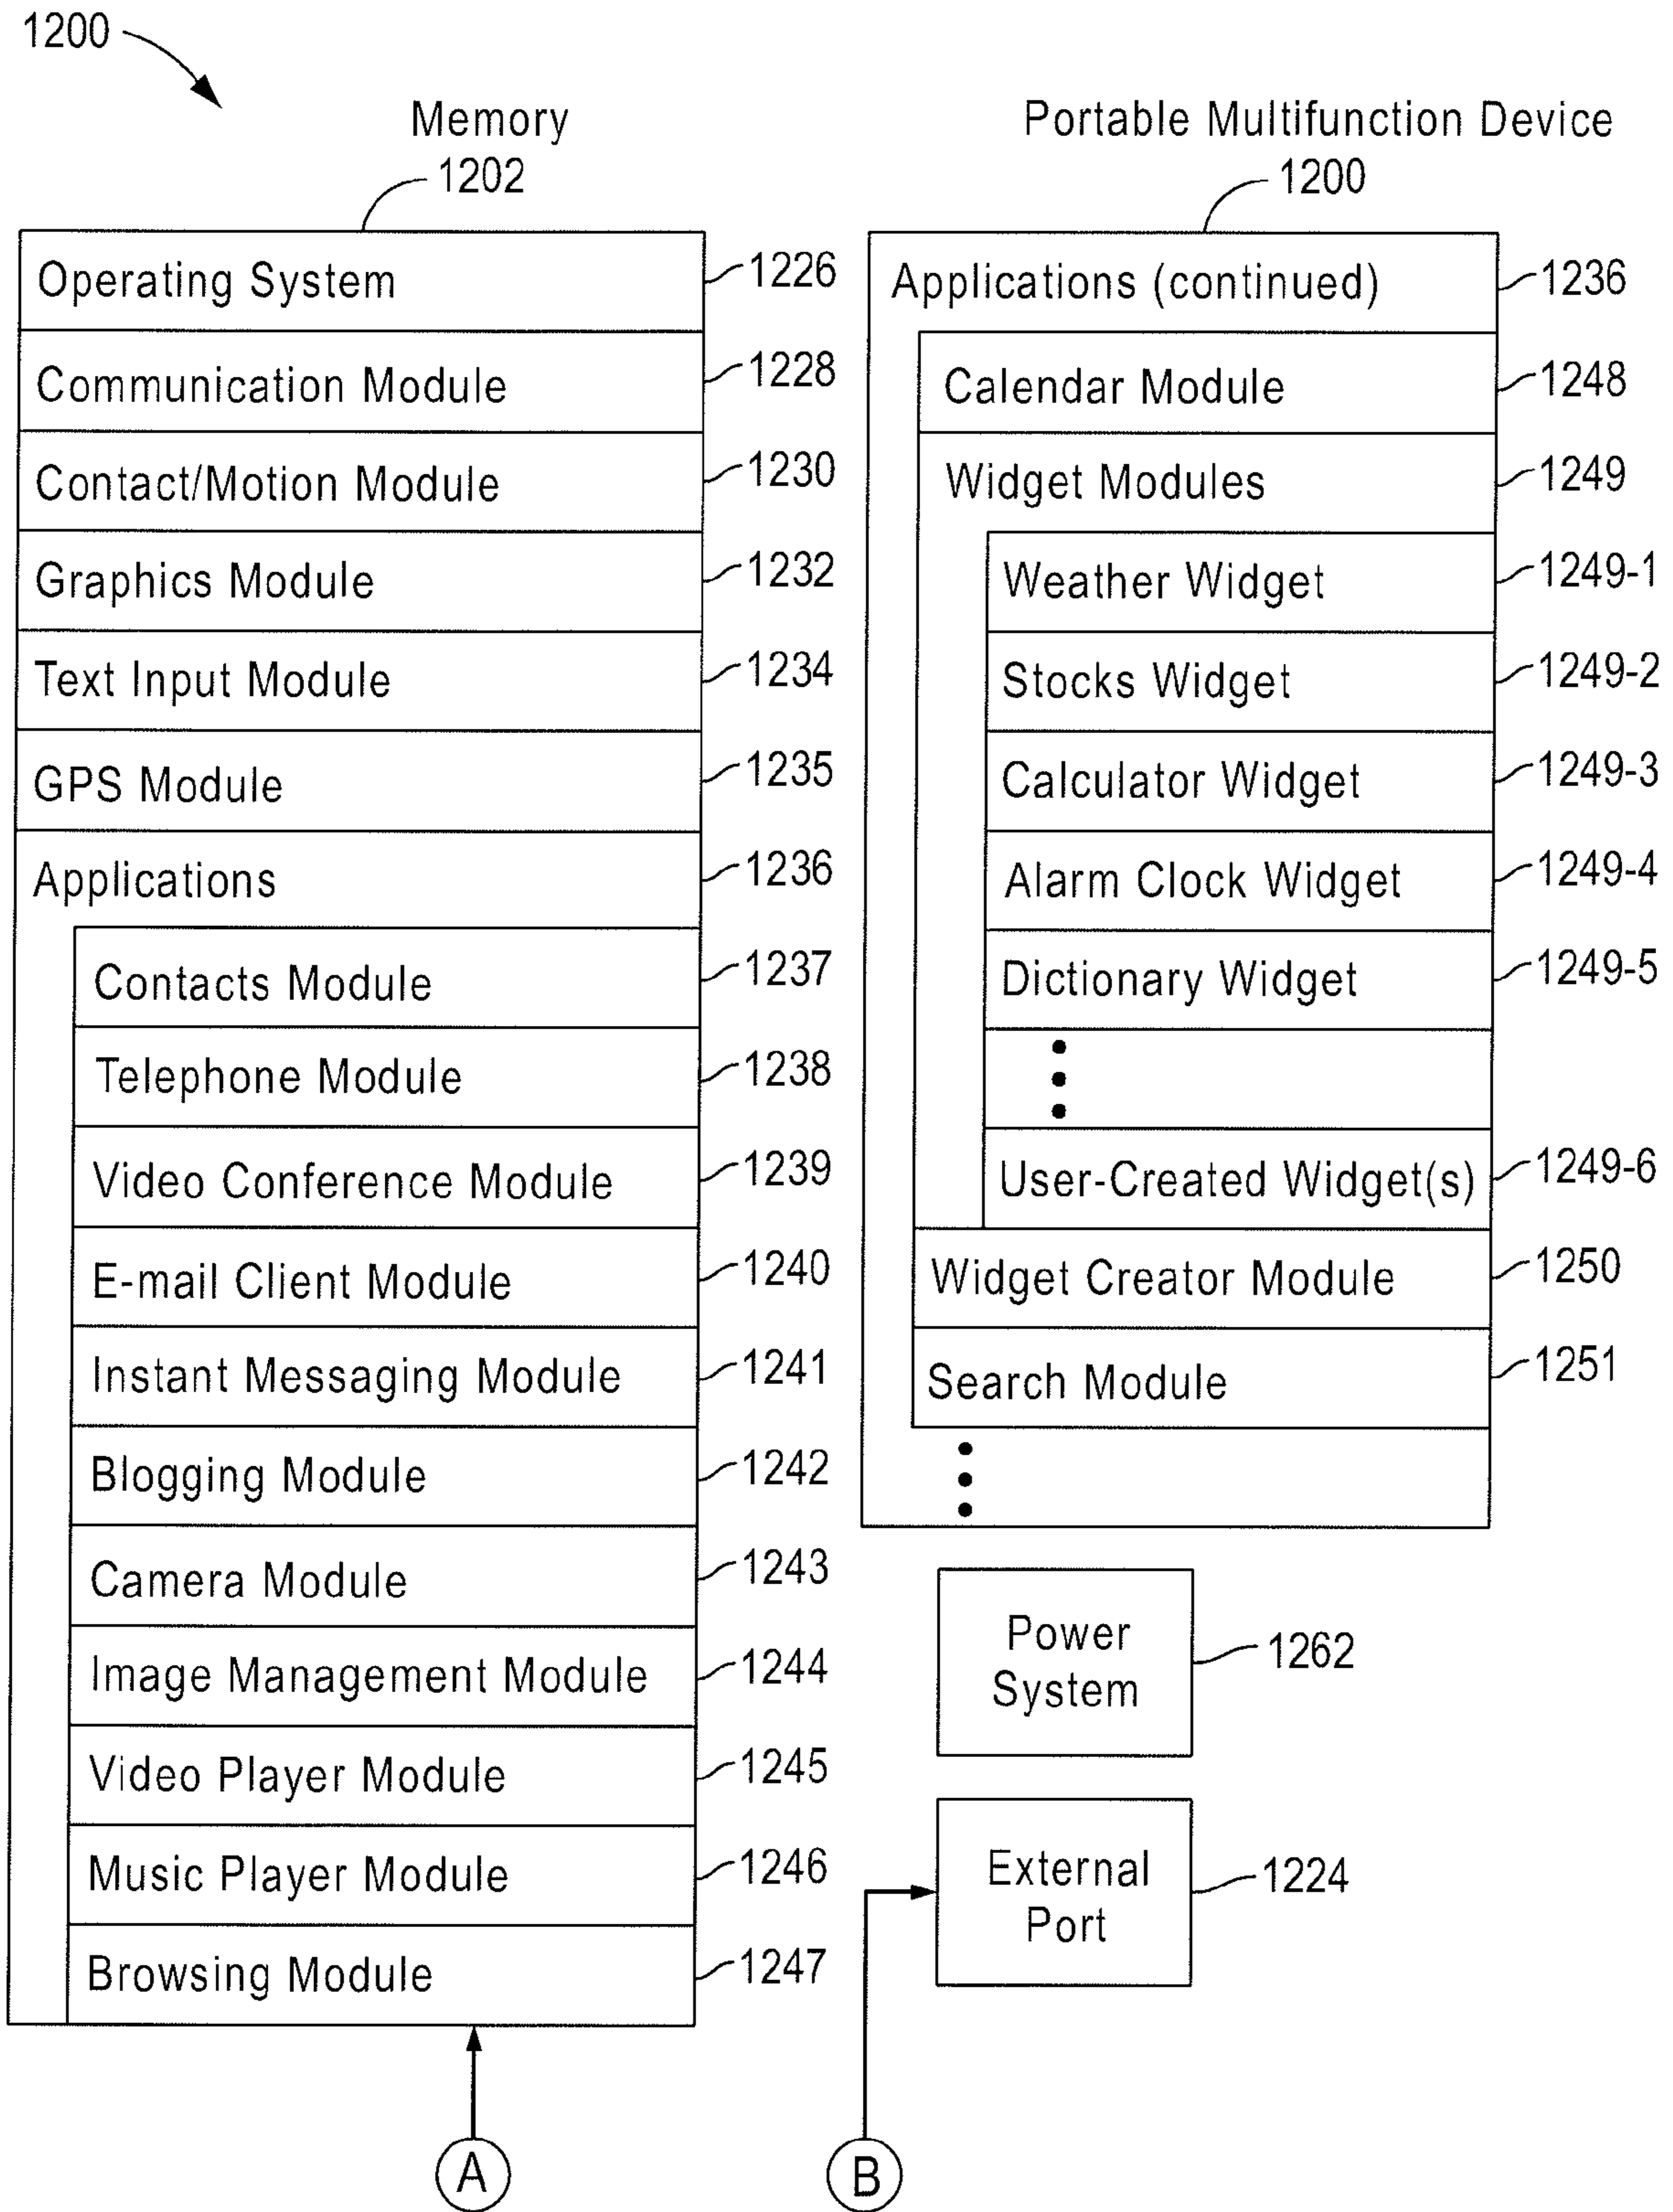 1200
Memory
1202
Operating System 1226
Communication Module 1228
Contact/Motion Module 1230
Graphics Module 1232
Text Input Module 1234
GPS Module 1235
Applications 1236
Contacts Module 1237
Telephone Module 1238
Video Conference Module 1239
E-mail Client Module 1240
Instant Messaging Module 1241
Blogging Module 1242
Camera Module 1243
Image Management Module 1244
Video Player Module 1245
Music Player Module 1246
Browsing Module 1247
A
Portable Multifunction Device
1200
Applications (continued) 1236
Calendar Module 1248
Widget Modules 1249
Weather Widget 1249-1
Stocks Widget 1249-2
Calculator Widget 1249-3
Alarm Clock Widget 1249-4
Dictionary Widget 1249-5
User-Created Widget(s) 1249-6
Widget Creator Module 1250
Search Module 1251
Power
System
1262
External
Port
1224
B